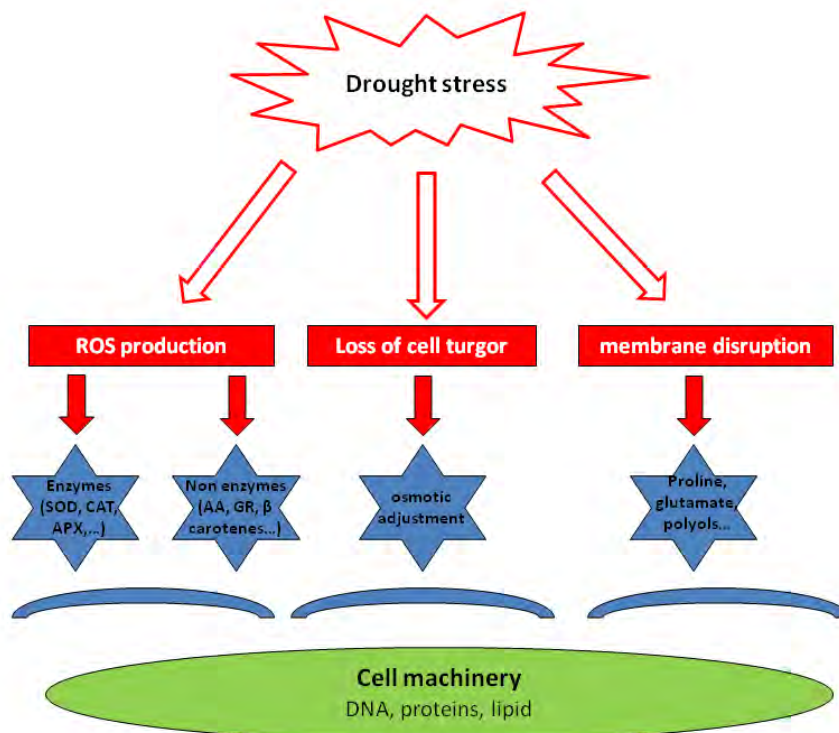 Drought stress
ROS production
Loss of cell turgor
membrane disruption
Enzymes
(SOD, CAT,
APX,...)
Non enzymes
(AA, GR, β
carotenes...)
osmotic
adjustment
Proline,
glutamate,
polyols...
Cell machinery
DNA, proteins, lipid